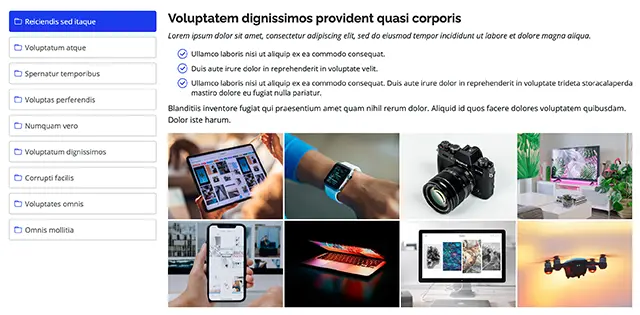 Reiciendis sed itaque
Voluptatum atque
Spernatur temporibus
Voluptas perferendis
Numquam vero
Voluptatum dignissimos
Corrupti facilis
Voluptates omnis
Omnis mollitia
Voluptatem dignissimos provident quasi corporis
Lorem ipsum dolor sit amet, consectetur adipiscing elit, sed do eiusmod tempor incididunt ut labore et dolore magna aliqua.
Ullamco laboris nisi ut aliquip ex ea commodo consequat.
Duis aute irure dolor in reprehenderit in voluptate velit.
Ullamco laboris nisi ut aliquip ex ea commodo consequat. Duis aute irure dolor in reprehenderit in voluptate trideta storacalaperda
mastiro dolore eu fugiat nulla pariatur.
Blanditiis inventore fugiat qui praesentium amet quam nihil rerum dolor. Aliquid id quos facere dolores voluptatem quibusdam.
Dolor iste harum.